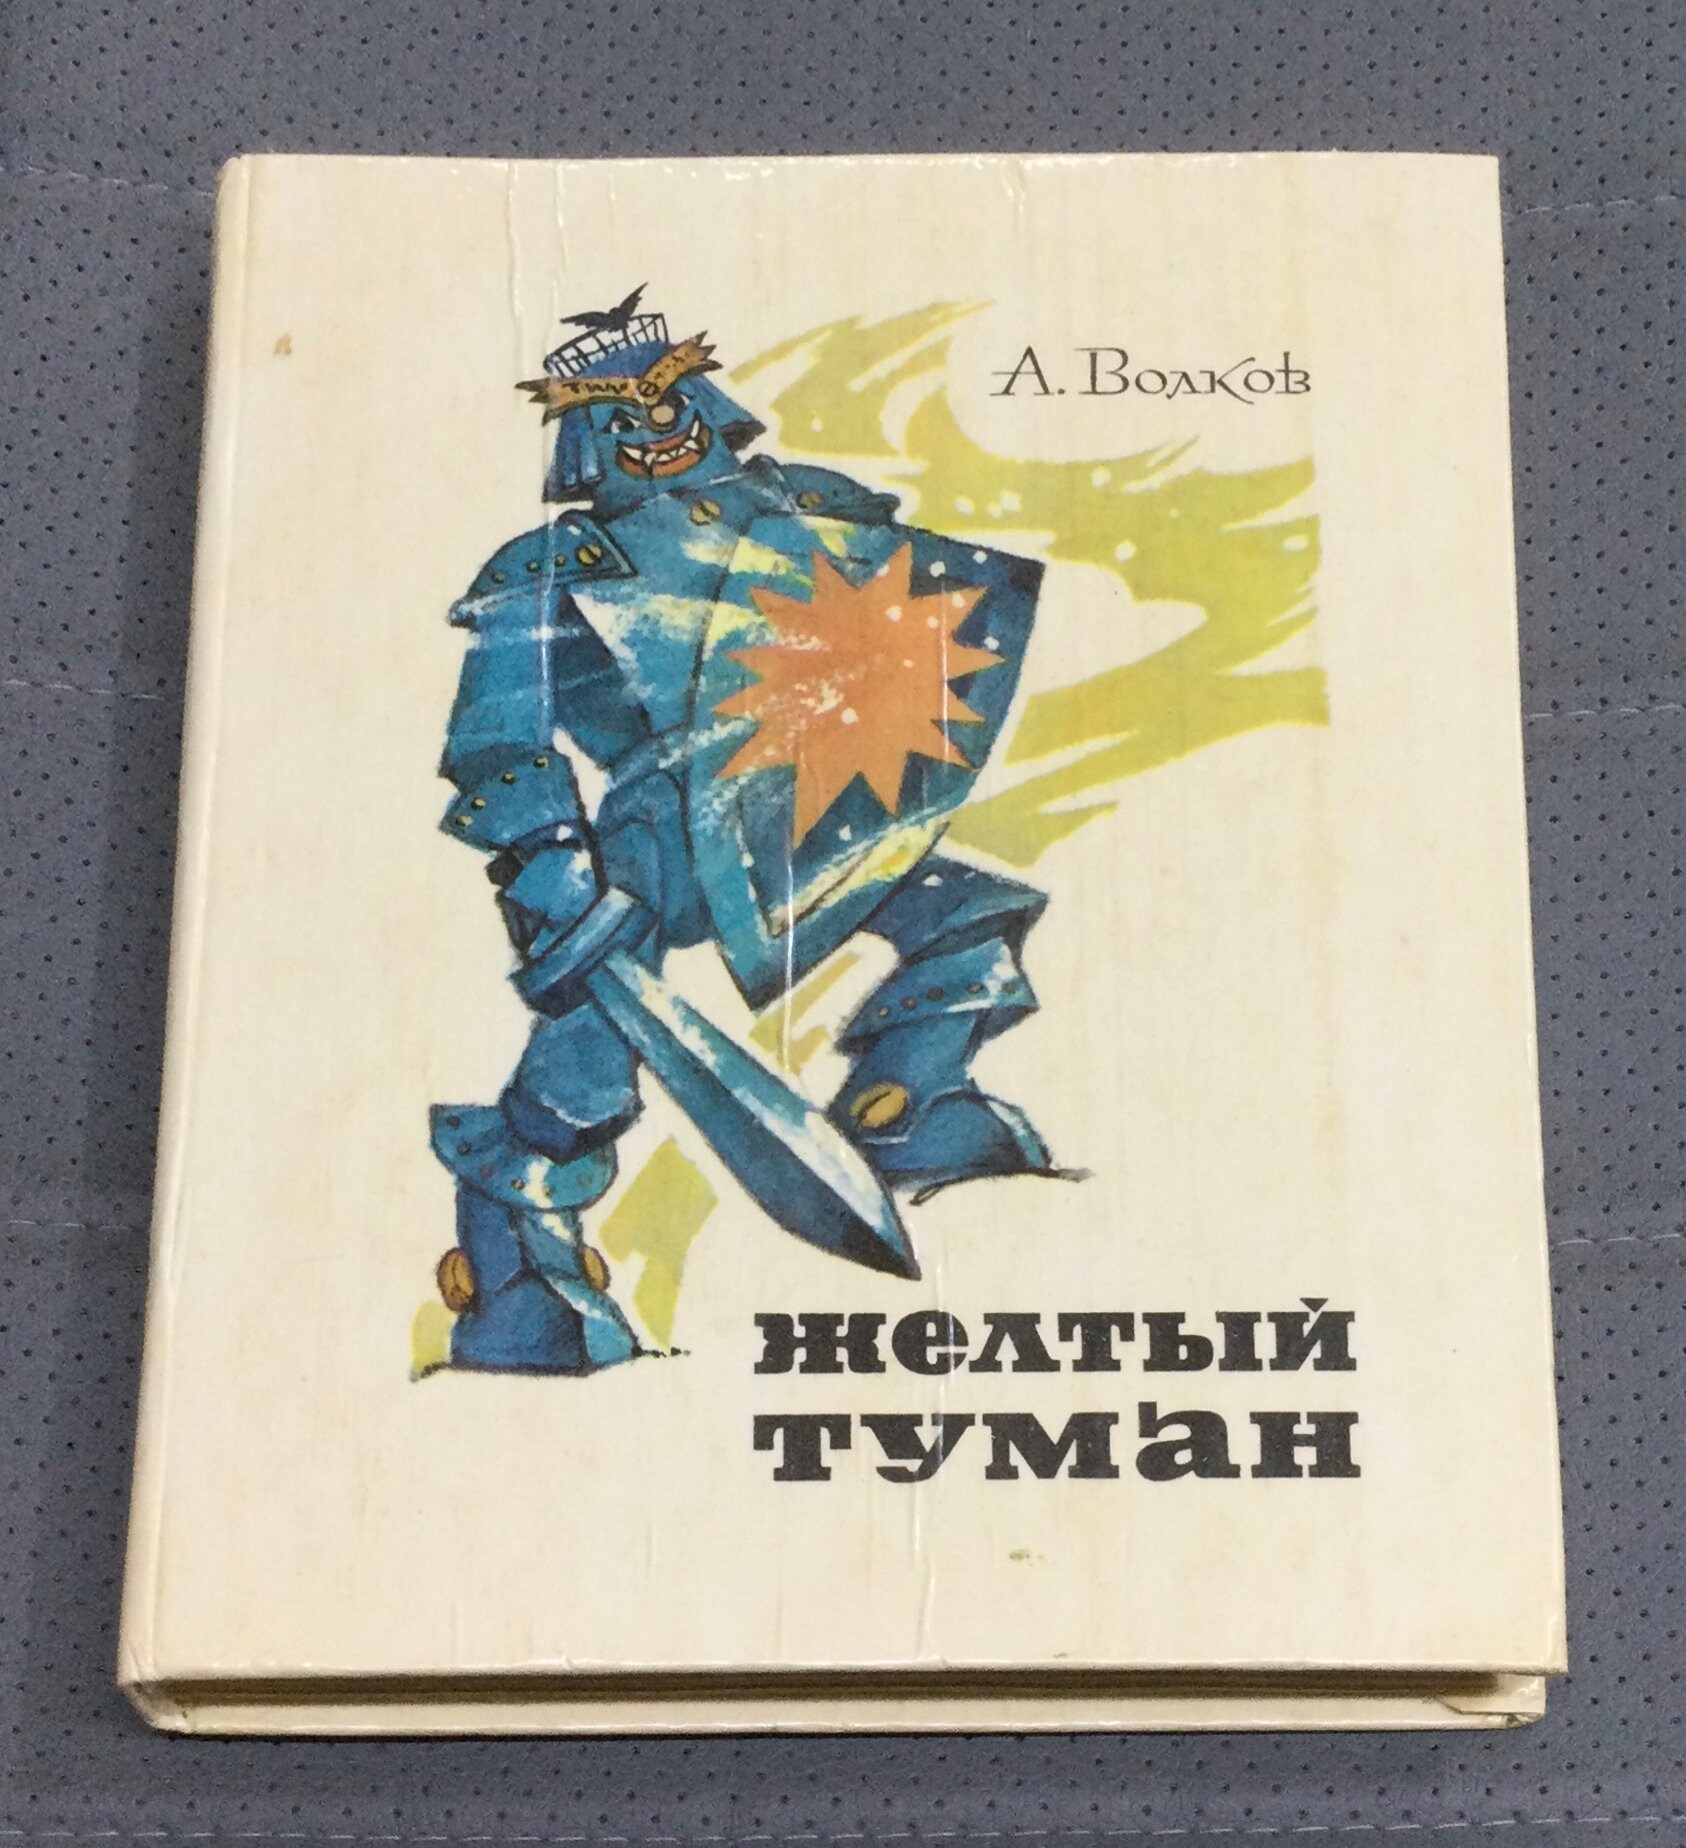 А. Волков
желтый
туман